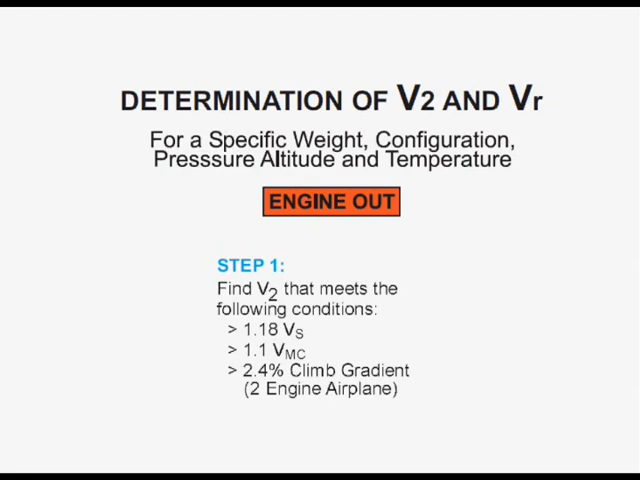 DETERMINATION OF V2 AND Vr
For a Specific Weight, Configuration,
Presssure Altitude and Temperature
ENGINE OUT
STEP 1:
Find V2 that meets the
following conditions:
> 1.18 VS
> 1.1 VMC
> 2.4% Climb Gradient
(2 Engine Airplane)